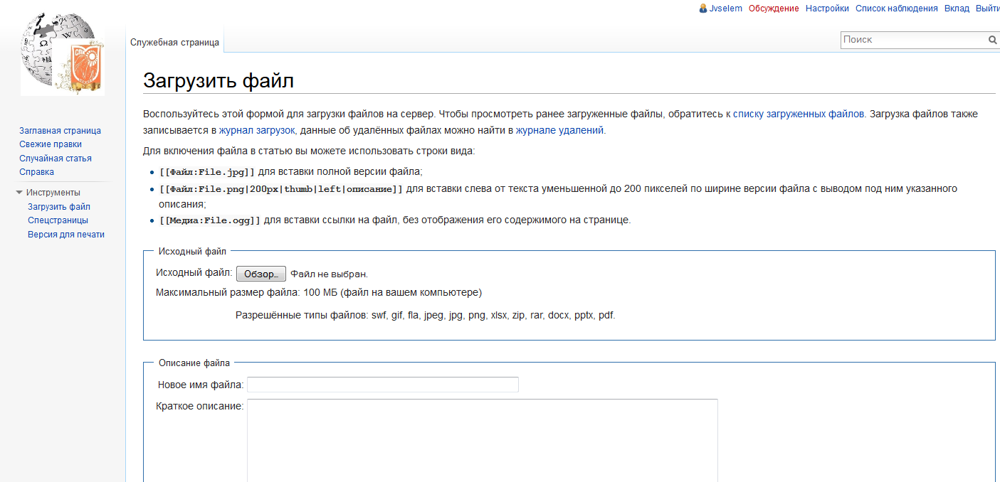 Jvselem Обсуждение Настройки Список наблюдения Вклад Выйти
Служебная страница
Поиск
Загрузить файл
Воспользуйтесь этой формой для загрузки файлов на сервер. Чтобы просмотреть ранее загруженные файлы, обратитесь к списку загруженных файлов. Загрузка файлов также
записывается в журнал загрузок, данные об удалённых файлах можно найти в журнале удалений.
Для включения файла в статью вы можете использовать строки вида:
[[Файл:File.jpg]] для вставки полной версии файла;
[[Файл:File.png|200px|thumb|left|описание]] для вставки слева от текста уменьшенной до 200 пикселей по ширине версии файла с выводом под ним указанного
описания;
[[Медиа:File.ogg]] для вставки ссылки на файл, без отображения его содержимого на странице.
Заглавная страница
Свежие правки
Случайная статья
Справка
Инструменты
Загрузить файл
Спецстраницы
Версия для печати
Исходный файл
Исходный файл: Обзор… Файл не выбран.
Максимальный размер файла: 100 МБ (файл на вашем компьютере)
Разрешённые типы файлов: swf, gif, fla, jpeg, jpg, png, xlsx, zip, rar, docx, pptx, pdf.
Описание файла
Новое имя файла:
Краткое описание: